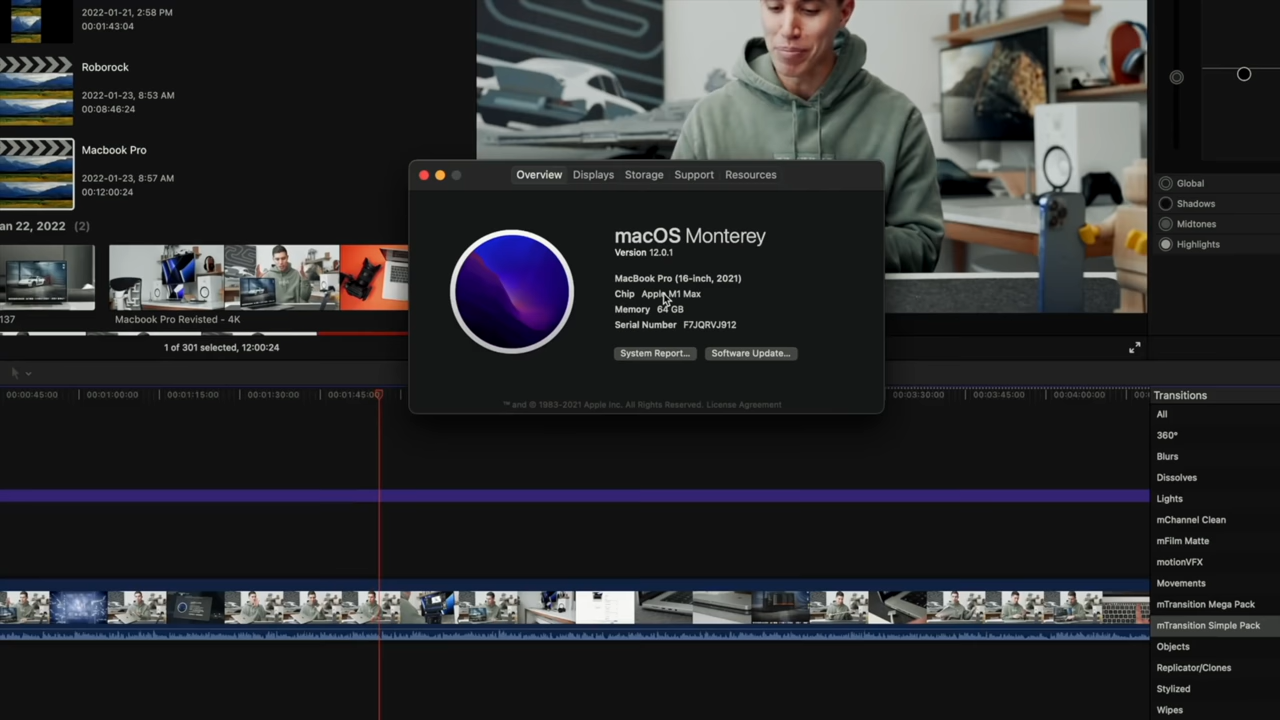 2022-01-21, 2:58 PM
00:01:43:04
Roborock
2022-01-23, 8:53 AM
00:08:46:24
Macbook Pro
2022-01-23, 8:57 AM
00:12:00:24
an 22, 2022 (2)
137
Macbook Pro Revisted - 4K
1 of 301 selected, 12:00:24
Overview Displays Storage Support Resources
macOS Monterey
Version 12.0.1
MacBook Pro (16-inch, 2021)
Chip Apple M1 Max
Memory 64 GB
Serial Number F7JQRVJ912
System Report... Software Update...
™ and © 1983-2021 Apple Inc. All Rights Reserved. License Agreement
Global
Shadows
Midtones
Highlights
00:00:45:00 00:01:00:00 00:01:15:00 00:01:30:00 00:01:45:00 00:03:30:00 00:03:45:00 00:04:00:00 00:
Transitions
All
360°
Blurs
Dissolves
Lights
mChannel Clean
mFilm Matte
motionVFX
Movements
mTransition Mega Pack
mTransition Simple Pack
Objects
Replicator/Clones
Stylized
Wipes